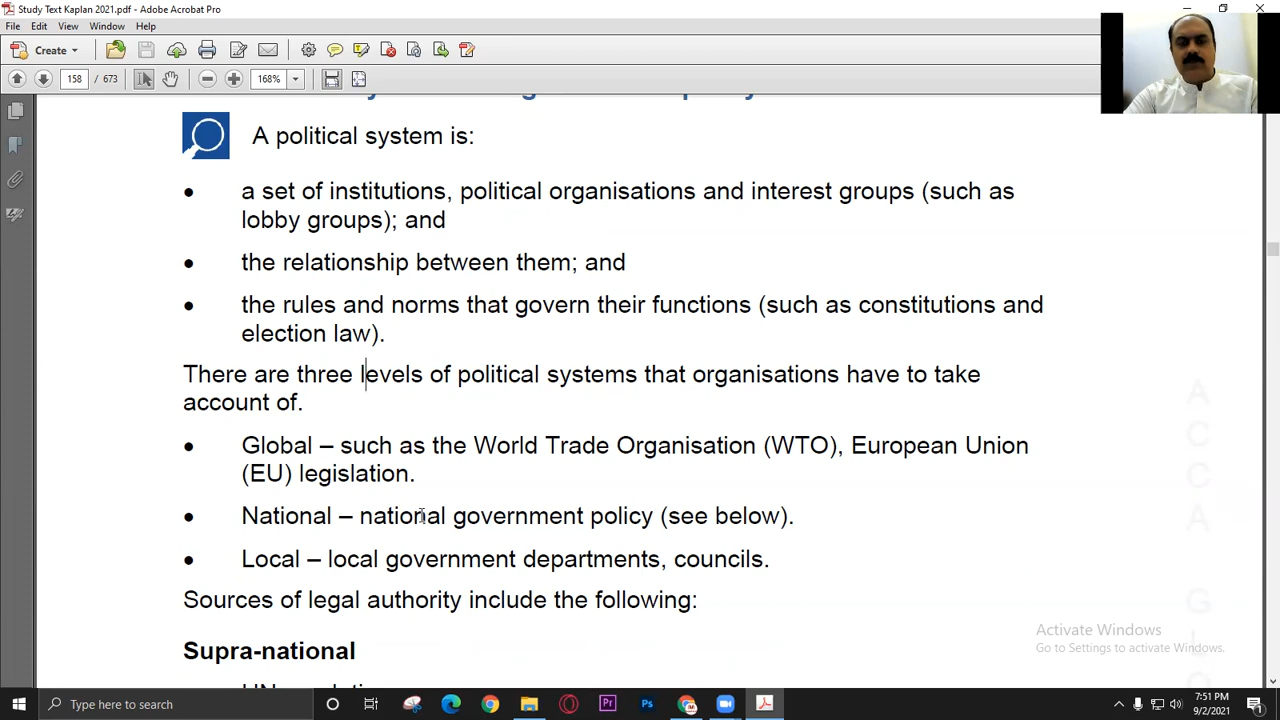 Study Text Kaplan 2021.pdf - Adobe Acrobat Pro
File Edit View Window Help
Create
158 / 673 168%
A political system is:
• a set of institutions, political organisations and interest groups (such as
lobby groups); and
• the relationship between them; and
• the rules and norms that govern their functions (such as constitutions and
election law).
There are three levels of political systems that organisations have to take
account of.
• Global – such as the World Trade Organisation (WTO), European Union
(EU) legislation.
• National – national government policy (see below).
• Local – local government departments, councils.
Sources of legal authority include the following:
Supra-national
A
C
C
A
G
L
Activate Windows
Go to Settings to activate Windows.
Type here to search
Pr
Ps
7:51 PM
9/2/2021